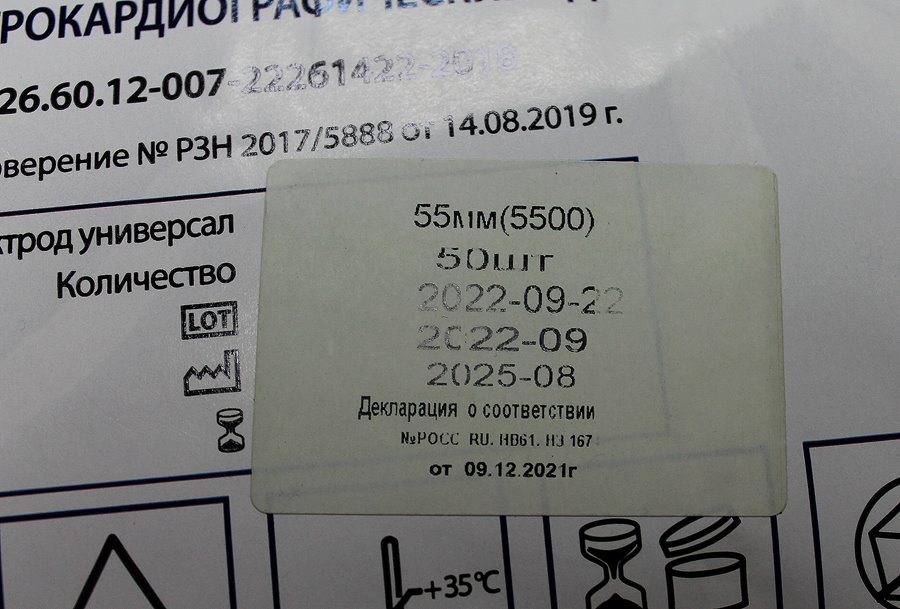 РОКАРДИОГРАФИЧЕСКИ
26.60.12-007-22261422-2018
оверение № РЗН 2017/5888 от 14.08.2019 г.
ктрод универсал
55мм(5500)
Количество
50шт
LOT
2022-09-22
2022-09
2025-08
Декларация о соответствии
№РОСС RU. НВ61. Н3 167
от 09.12.2021г
+35°C